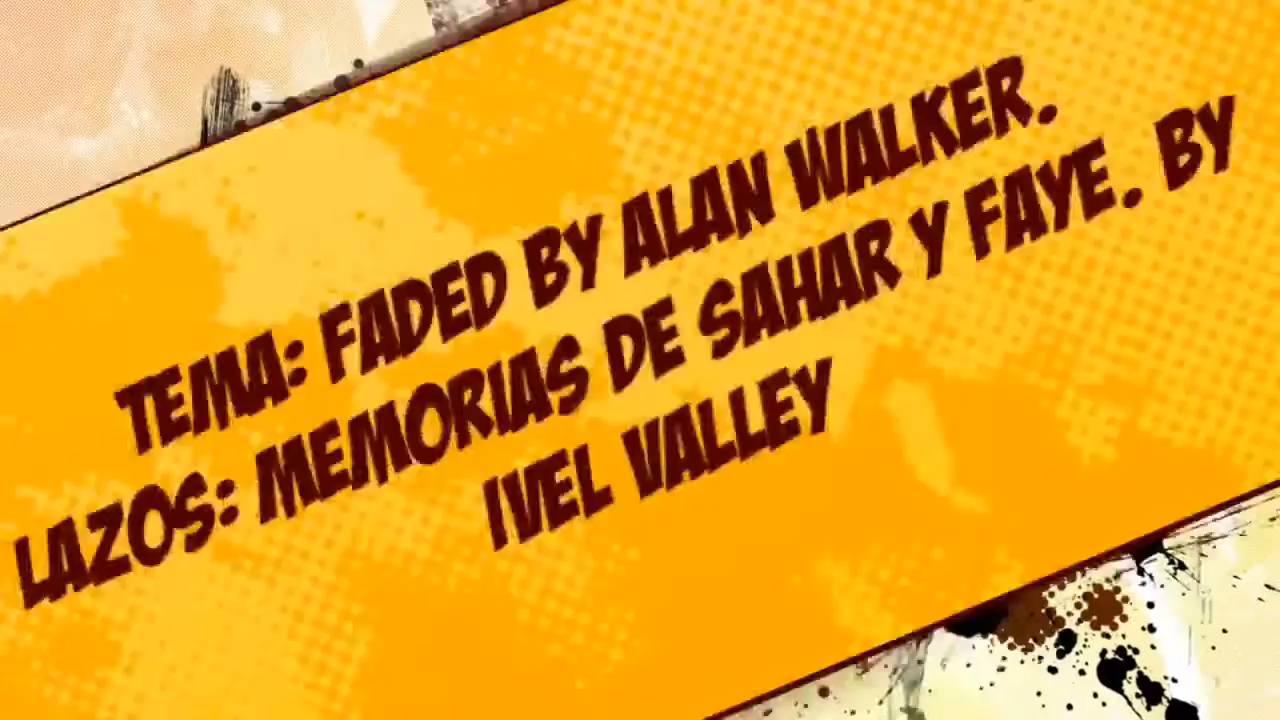 TEMA: FADED BY ALAN WALKER.
LAZOS: MEMORIAS DE SAHAR Y FAYE. BY
IVEL VALLEY